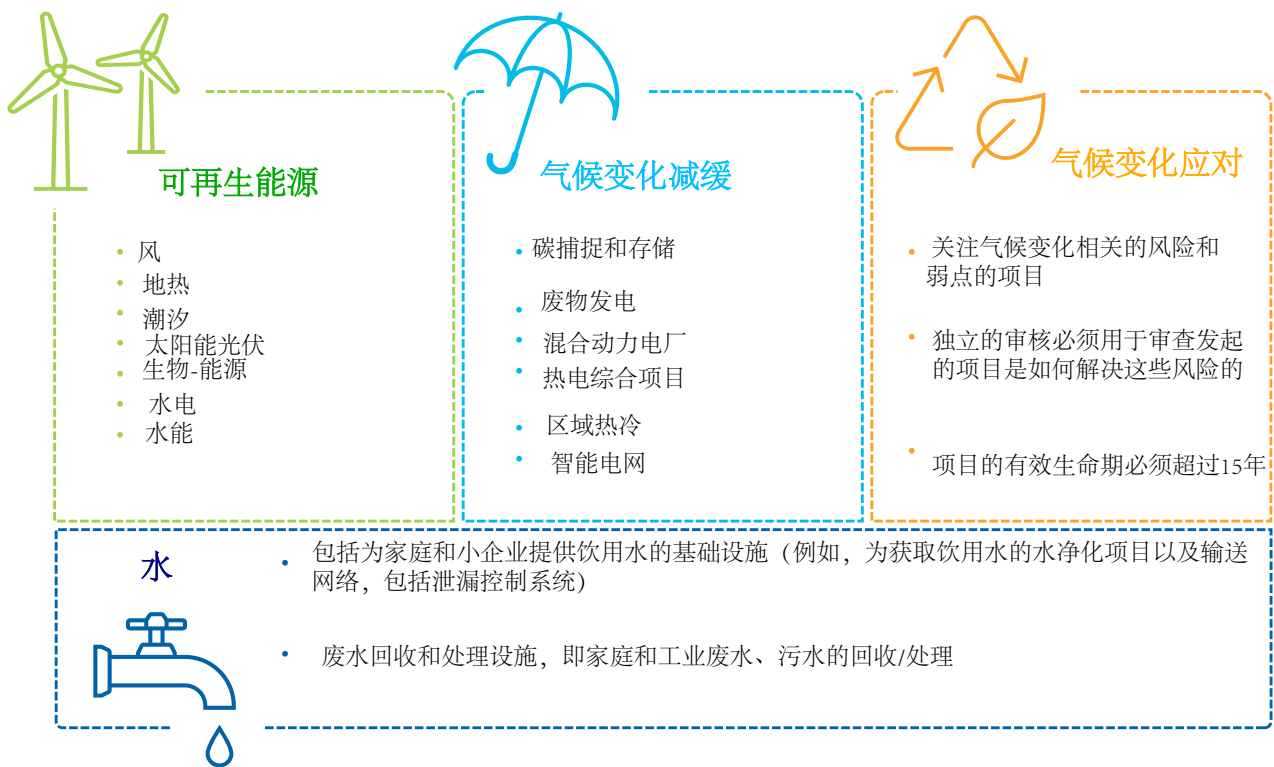 可再生能源
• 风
• 地热
• 潮汐
• 太阳能光伏
• 生物-能源
• 水电
• 水能
气候变化减缓
• 碳捕捉和存储
• 废物发电
• 混合动力电厂
• 热电综合项目
• 区域热冷
• 智能电网
气候变化应对
• 关注气候变化相关的风险和
弱点的项目
• 独立的审核必须用于审查发起
的项目是如何解决这些风险的
• 项目的有效生命期必须超过15年
水
• 包括为家庭和小企业提供饮用水的基础设施（例如，为获取饮用水的水净化项目以及输送
网络，包括泄漏控制系统）
• 废水回收和处理设施，即家庭和工业废水、污水的回收/处理